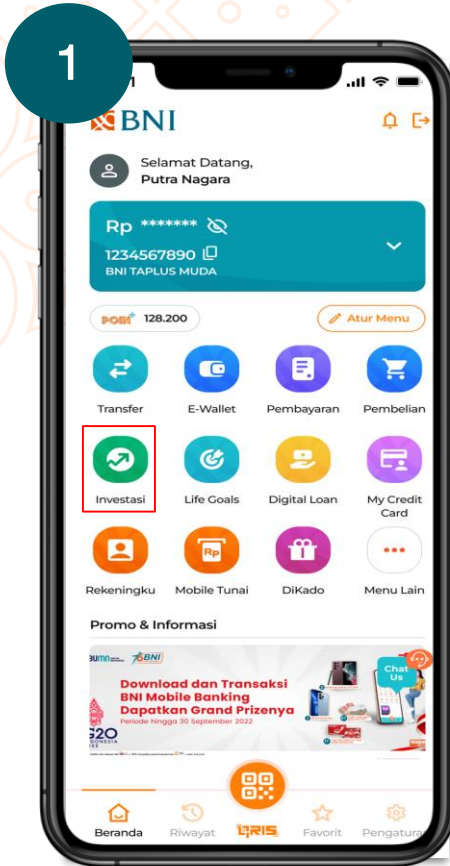 1
BNI
Selamat Datang,
Putra Nagara
Rp *******
1234567890
BNI TAPLUS MUDA
POIN+ 128.200
Atur Menu
Transfer
E-Wallet
Pembayaran
Pembelian
Investasi
Life Goals
Digital Loan
My Credit
Card
Rp
Rekeningku
Mobile Tunai
DiKado
Menu Lain
Promo & Informasi
BUMN
76 BNI
Download dan Transaksi
BNI Mobile Banking
Dapatkan Grand Prizenya
Periode hingga 30 September 2022
G20
Chat
Us
Beranda
Riwayat
QRIS
Favorit
Pengatura